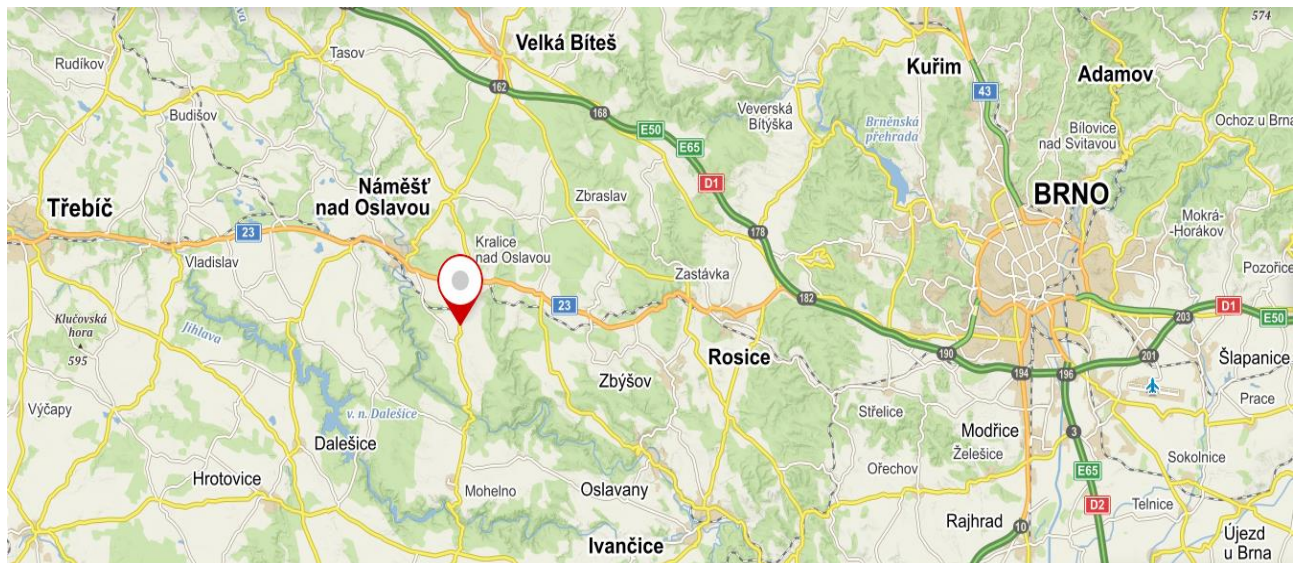 574
Velká Bíteš
Tasov
Rudíkov
Kuřim
43
Adamov
162
168
Veverská
Bítýška
Budišov
E50
Brněnská
přehrada
Ochoz u Brna
Bílovice
nad Svitavou
E65
D1
Náměšť
nad Oslavou
Třebíč
Zbraslav
BRNO
Mokrá-
-Horákov
23
178
Kralice
nad Oslavou
Vladislav
Zastávka
Pozořice
182
23
203
D1
E50
Klučovská
hora
595
Jihlava
Rosice
190
194
196
201
Šlapanice
Zbýšov
Výčapy
v. n. Dalešice
Dalešice
Střelice
Modřice
Prace
3
Želešice
Sokolnice
Ořechov
E65
Hrotovice
Mohelno
Oslavany
D2
Telnice
Rajhrad
10
Ivančice
Újezd
u Brna